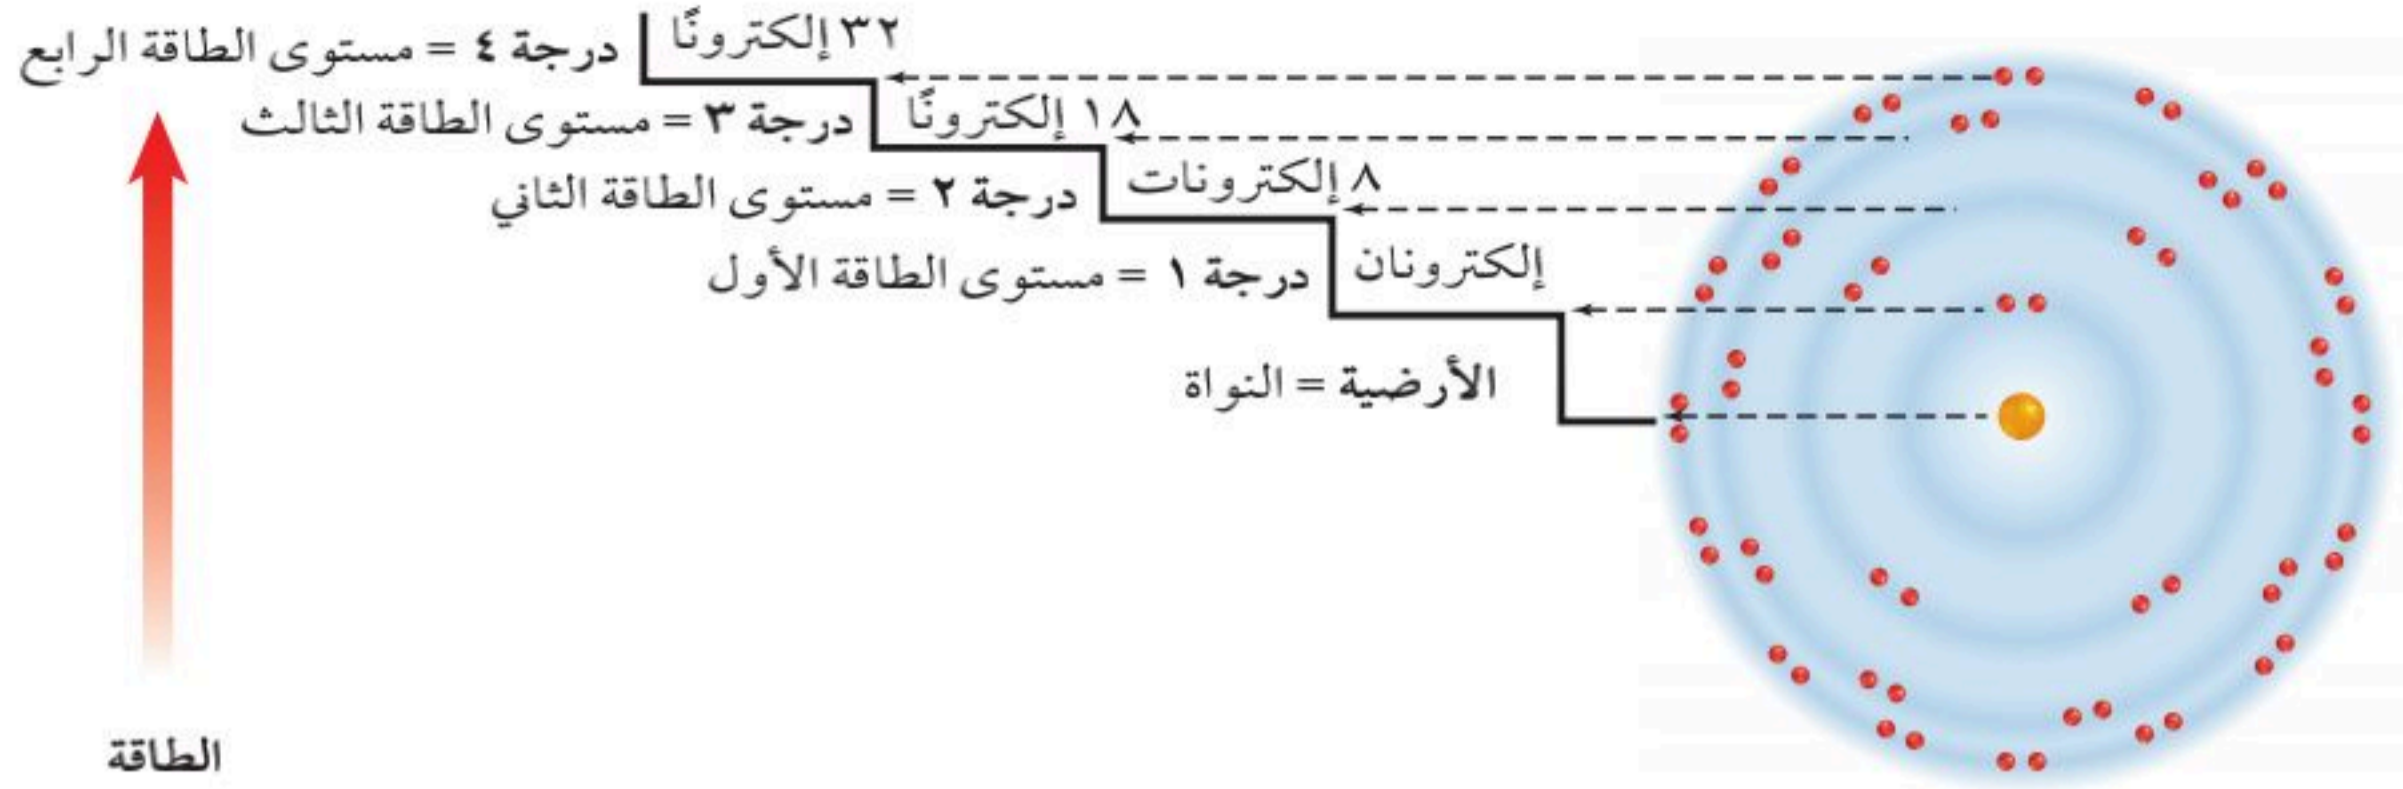 ٣٢ إلكترونًا
درجة ٤ = مستوى الطاقة الرابع
١٨ إلكترونًا
درجة ٣ = مستوى الطاقة الثالث
٨ إلكترونات
درجة ٢ = مستوى الطاقة الثاني
إلكترونان
درجة ١ = مستوى الطاقة الأول
الأرضية = النواة
الطاقة